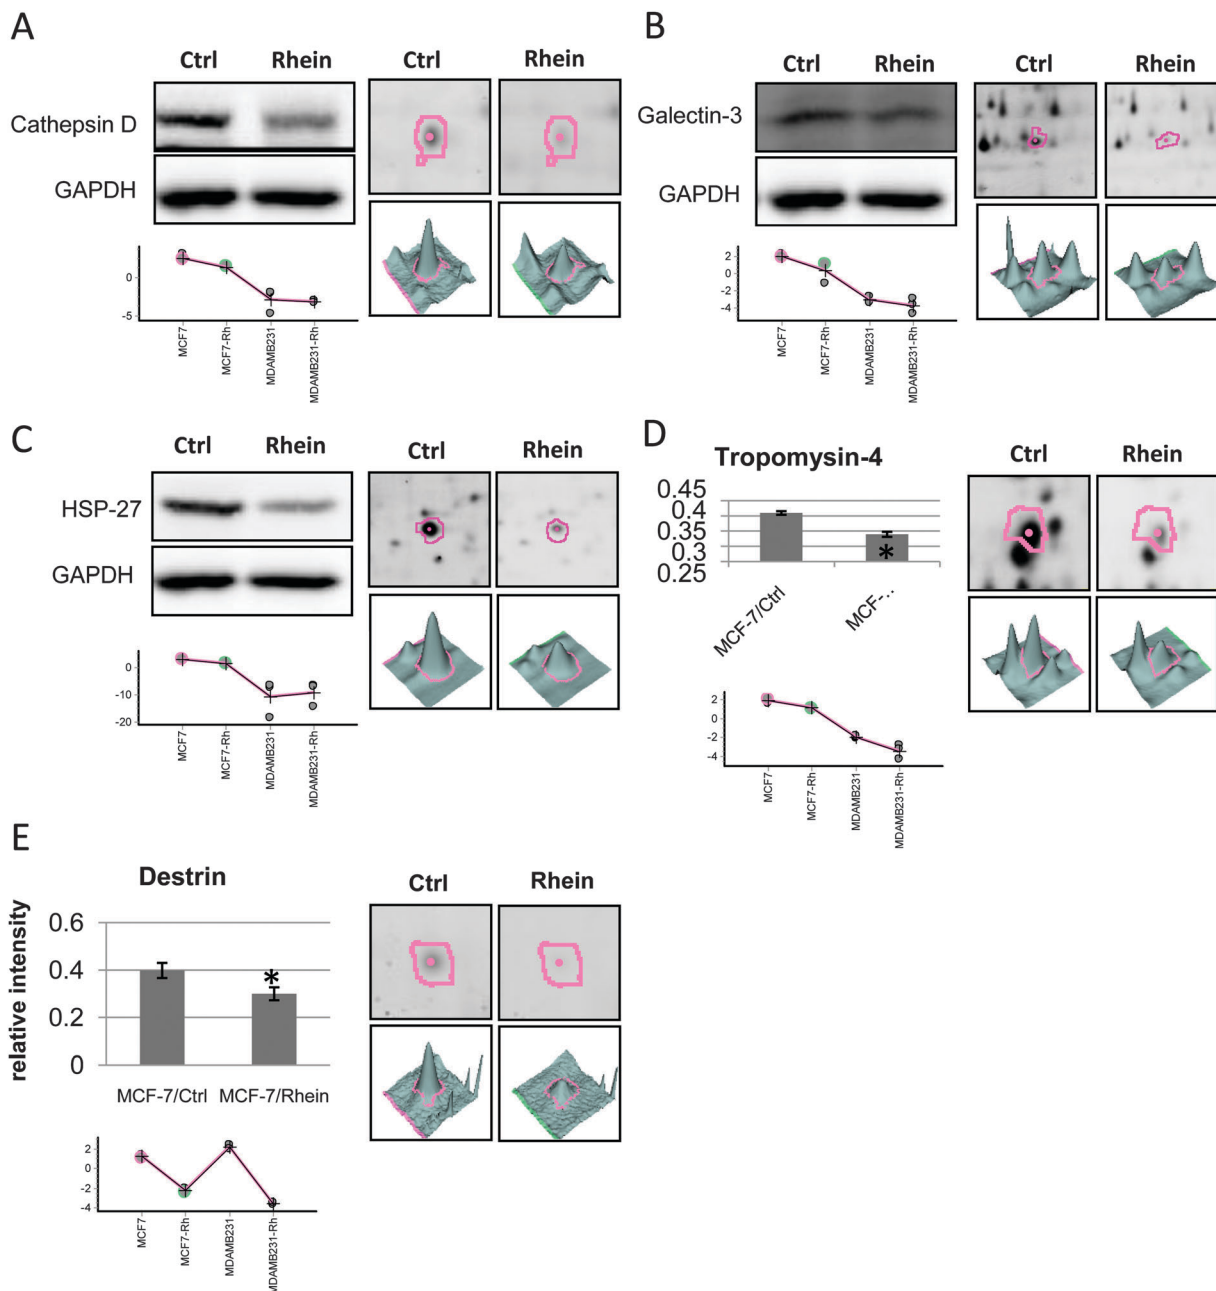 A
Ctrl Rhein Ctrl Rhein
Cathepsin D
GAPDH
0
-5
MCF7
MCF7-Rh
MDAMB231
MDAMB231-Rh
B
Ctrl Rhein Ctrl Rhein
Galectin-3
GAPDH
2
0
-2
-4
MCF7
MCF7-Rh
MDAMB231
MDAMB231-Rh
C
Ctrl Rhein Ctrl Rhein
HSP-27
GAPDH
0
-10
-20
MCF7
MCF7-Rh
MDAMB231
MDAMB231-Rh
D
Tropomysin-4
Ctrl Rhein
0.45
0.4
0.35
0.3
0.25
*
MCF-7/Ctrl
MCF-...
2
0
-2
-4
MCF7
MCF7-Rh
MDAMB231
MDAMB231-Rh
E
Destrin
Ctrl Rhein
relative intensity
0.6
0.4
0.2
0
*
MCF-7/Ctrl MCF-7/Rhein
2
0
-2
-4
MCF7
MCF7-Rh
MDAMB231
MDAMB231-Rh